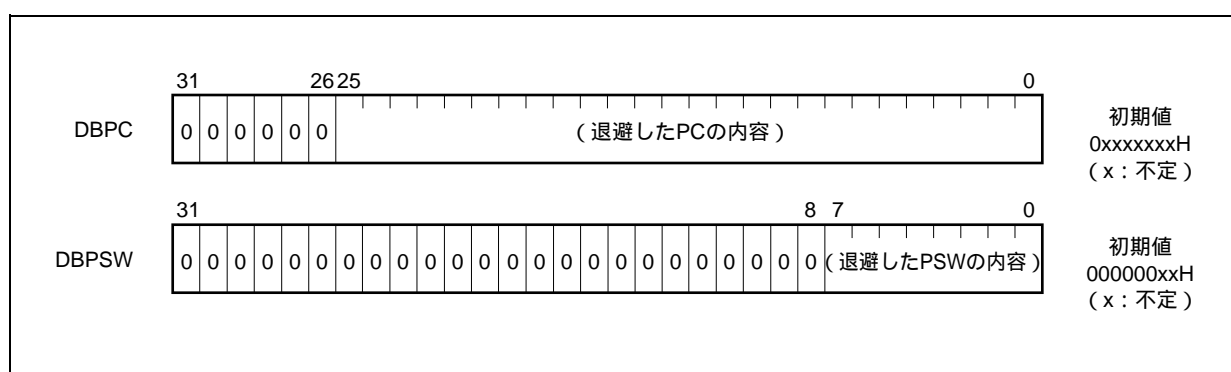 31 26 25 0
DBPC 0 0 0 0 0 0 (退避したPCの内容) 初期値
0xxxxxxxH
(x:不定)
31 8 7 0
DBPSW 0 0 0 0 0 0 0 0 0 0 0 0 0 0 0 0 0 0 0 0 0 0 0 0 (退避したPSWの内容) 初期値
000000xxH
(x:不定)